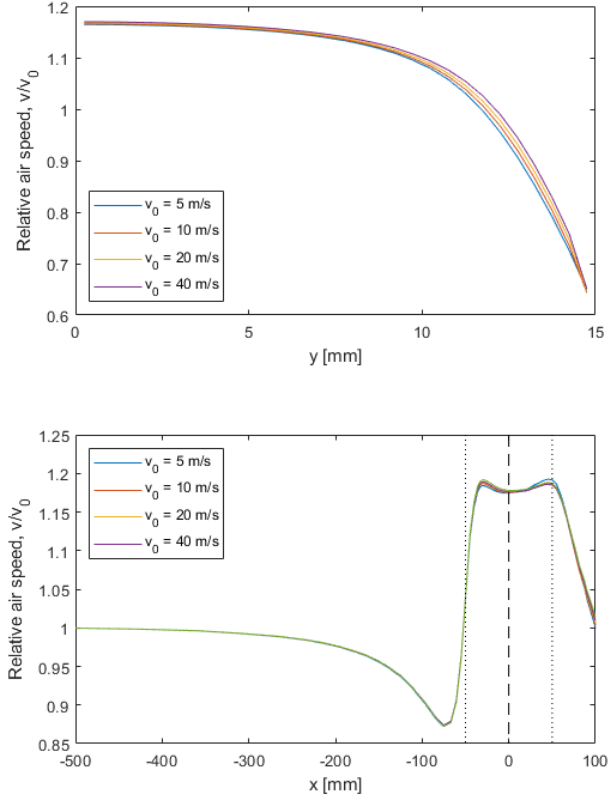 1.2
1.1
1
0.9
0.8
0.7
0.6
Relative air speed, v/v₀
v₀ = 5 m/s
v₀ = 10 m/s
v₀ = 20 m/s
v₀ = 40 m/s
0 5 10 15
y [mm]
1.25
1.2
1.15
1.1
1.05
1
0.95
0.9
0.85
Relative air speed, v/v₀
v₀ = 5 m/s
v₀ = 10 m/s
v₀ = 20 m/s
v₀ = 40 m/s
-500 -400 -300 -200 -100 0 100
x [mm]